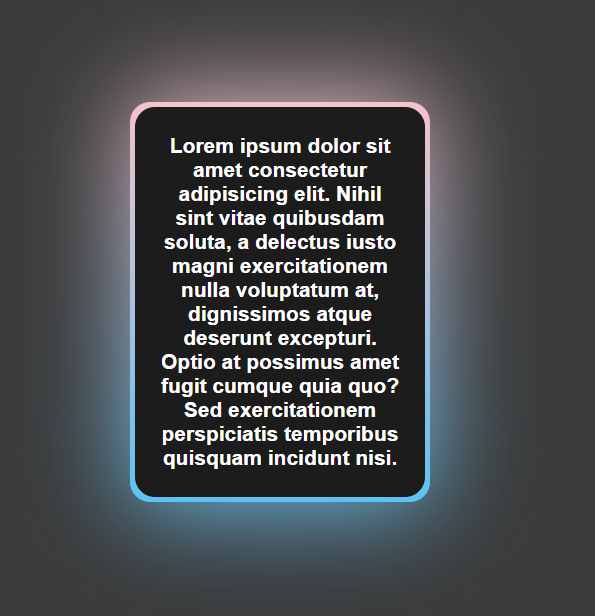 Lorem ipsum dolor sit
amet consectetur
adipisicing elit. Nihil
sint vitae quibusdam
soluta, a delectus iusto
magni exercitationem
nulla voluptatum at,
dignissimos atque
deserunt excepturi.
Optio at possimus amet
fugit cumque quia quo?
Sed exercitationem
perspiciatis temporibus
quisquam incidunt nisi.